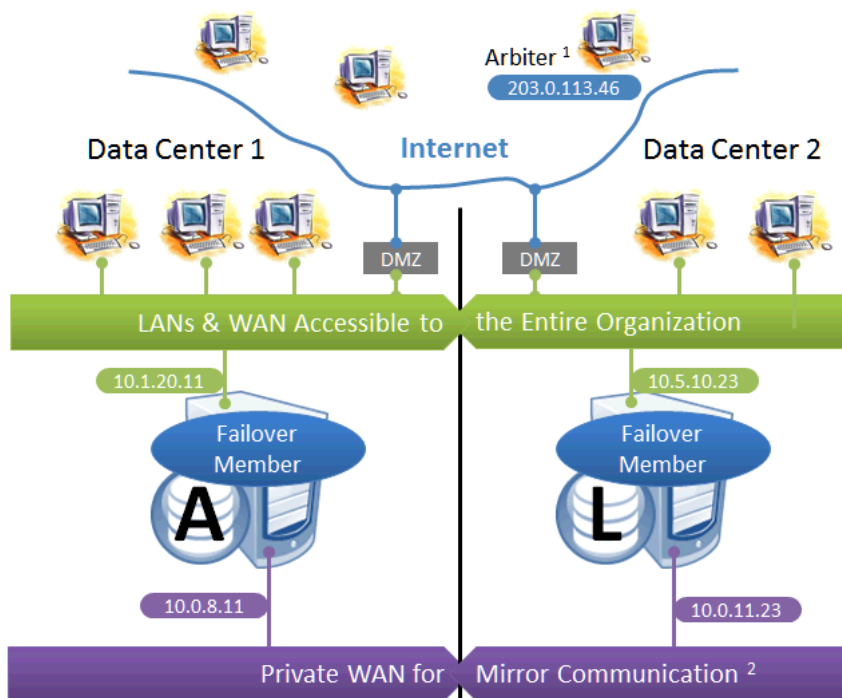 Arbiter 1
203.0.113.46
Data Center 1
Internet
Data Center 2
DMZ
DMZ
LANs & WAN Accessible to the Entire Organization
10.1.20.11
10.5.10.23
Failover
Member
Failover
Member
A
L
10.0.8.11
10.0.11.23
Private WAN for Mirror Communication 2